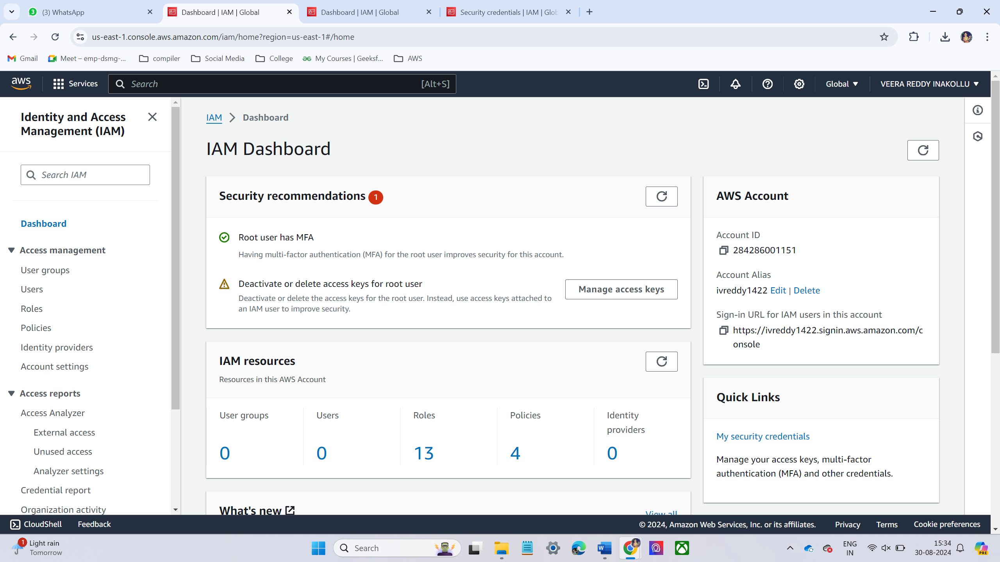 3
(3) WhatsApp
Dashboard | IAM | Global
Dashboard | IAM | Global
Security credentials | IAM | Glob
us-east-1.console.aws.amazon.com/iam/home?region=us-east-1#/home
Gmail
Meet – emp-dsmg-...
compiler
Social Media
College
My Courses | Geeksf...
AWS
aws
Services
Search
[Alt+S]
Global
VEERA REDDY INAKOLLU
Identity and Access
Management (IAM)
Search IAM
Dashboard
Access management
User groups
Users
Roles
Policies
Identity providers
Account settings
Access reports
Access Analyzer
External access
Unused access
Analyzer settings
Credential report
Organization activity
IAM
Dashboard
IAM Dashboard
Security recommendations 1
Root user has MFA
Having multi-factor authentication (MFA) for the root user improves security for this account.
Deactivate or delete access keys for root user
Deactivate or delete the access keys for the root user. Instead, use access keys attached to
an IAM user to improve security.
Manage access keys
IAM resources
Resources in this AWS Account
User groups
0
Users
0
Roles
13
Policies
4
Identity
providers
0
What's new
View all
AWS Account
Account ID
284286001151
Account Alias
ivreddy1422 Edit | Delete
Sign-in URL for IAM users in this account
https://ivreddy1422.signin.aws.amazon.com/c
onsole
Quick Links
My security credentials
Manage your access keys, multi-factor
authentication (MFA) and other credentials.
CloudShell
Feedback
© 2024, Amazon Web Services, Inc. or its affiliates.
Privacy
Terms
Cookie preferences
1
Light rain
Tomorrow
Search
W
ENG
IN
15:34
30-08-2024
PRE